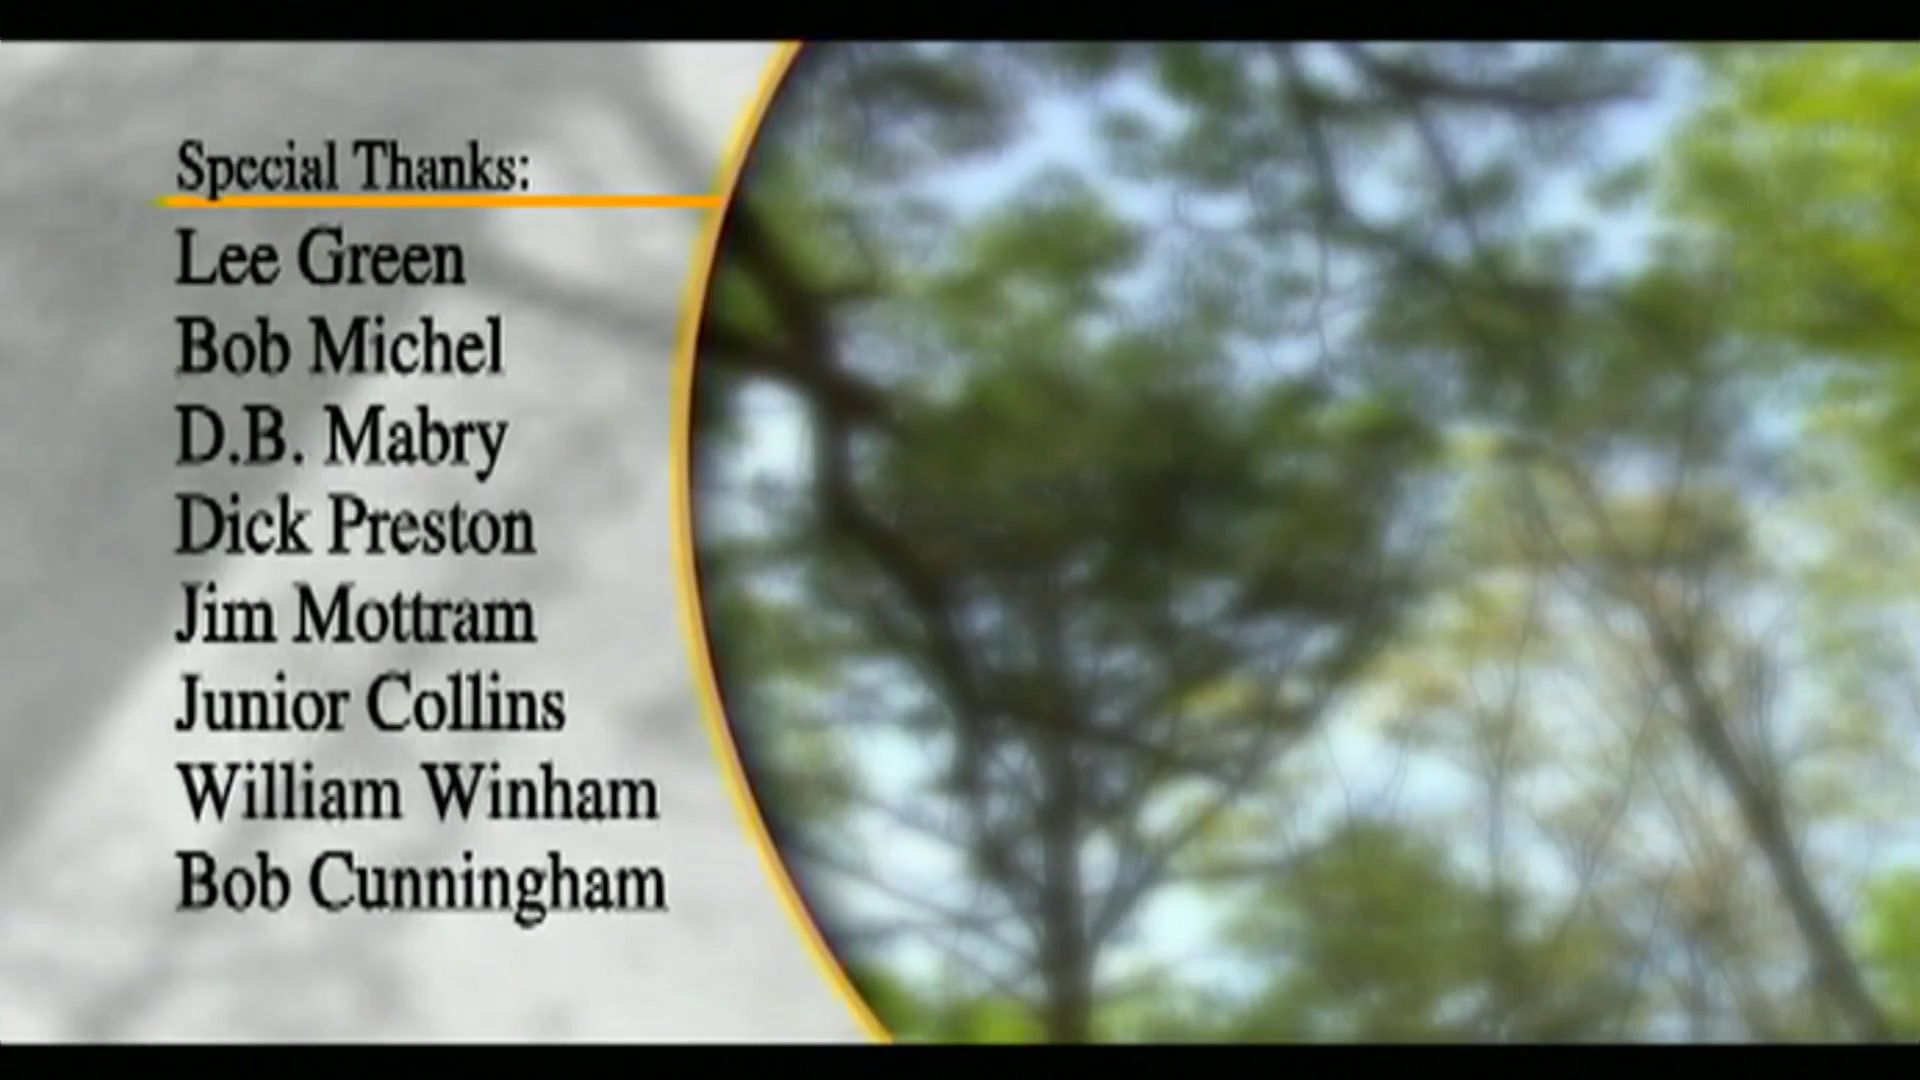 Special Thanks:
Lee Green
Bob Michel
D.B. Mabry
Dick Preston
Jim Mottram
Junior Collins
William Winham
Bob Cunningham